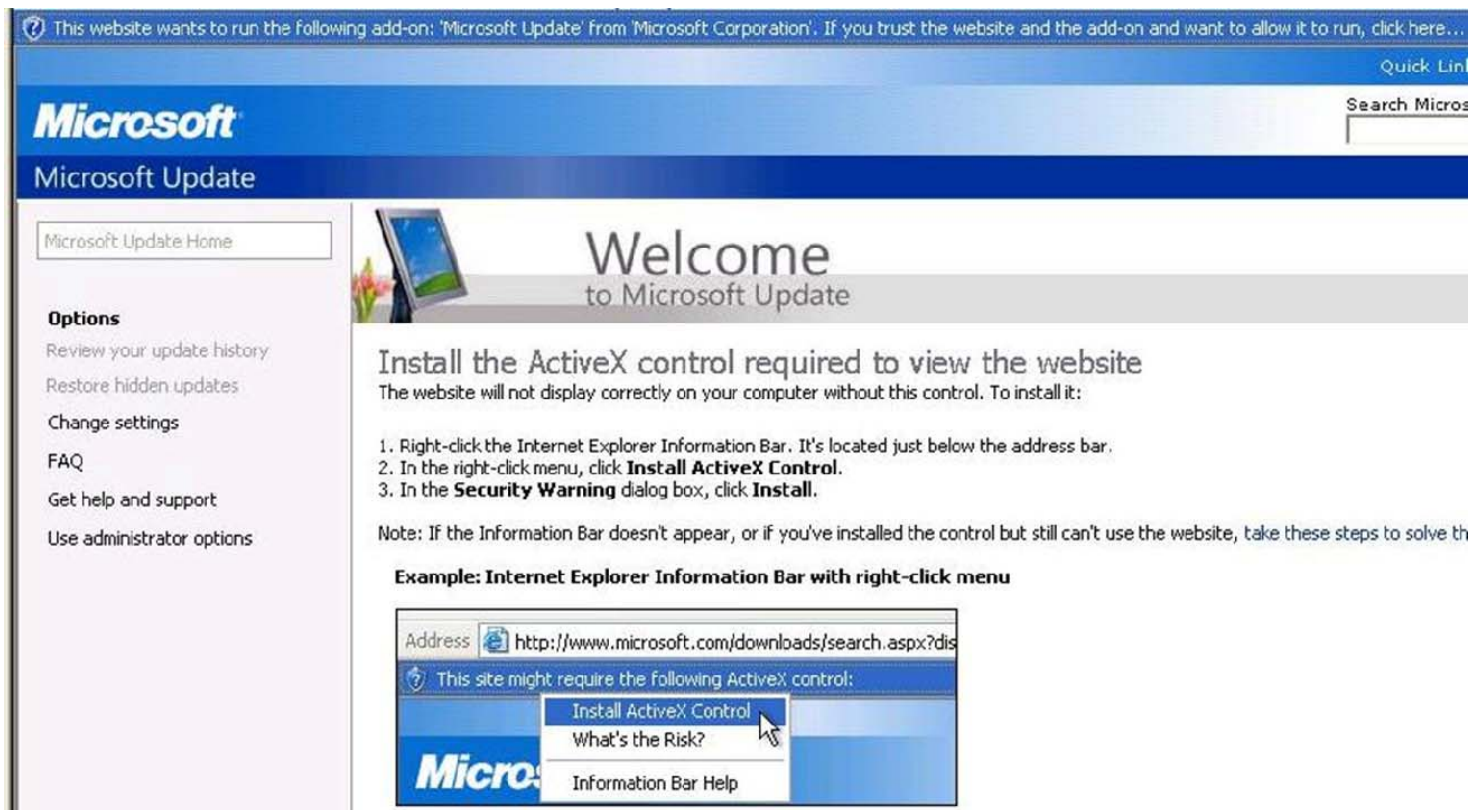 This website wants to run the following add-on: 'Microsoft Update' from 'Microsoft Corporation'. If you trust the website and the add-on and want to allow it to run, click here...
Quick Lin
Microsoft
Search Micros
Microsoft Update
Microsoft Update Home
Welcome
to Microsoft Update
Options
Review your update history
Restore hidden updates
Change settings
FAQ
Get help and support
Use administrator options
Install the ActiveX control required to view the website
The website will not display correctly on your computer without this control. To install it:
1. Right-click the Internet Explorer Information Bar. It's located just below the address bar.
2. In the right-click menu, click Install ActiveX Control.
3. In the Security Warning dialog box, click Install.
Note: If the Information Bar doesn't appear, or if you've installed the control but still can't use the website, take these steps to solve th
Example: Internet Explorer Information Bar with right-click menu
Address http://www.microsoft.com/downloads/search.aspx?dis
This site might require the following ActiveX control:
Install ActiveX Control
What's the Risk?
Micros
Information Bar Help